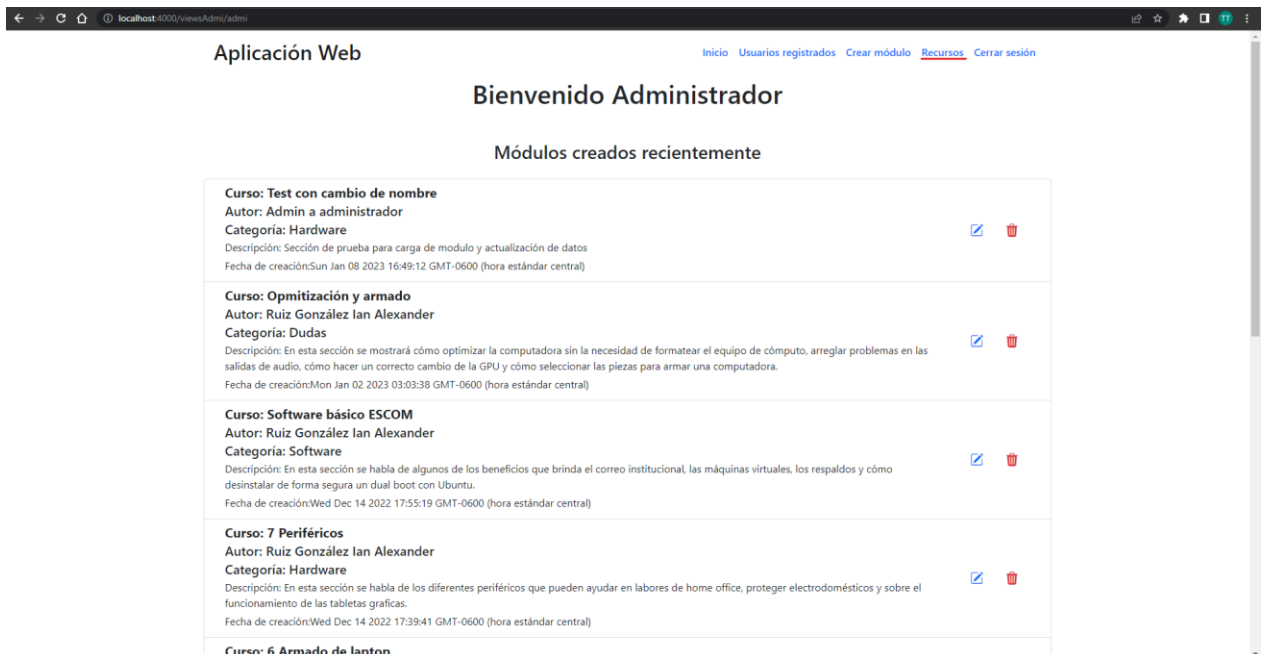 localhost:4000/viewsAdmi/admi
TT
Aplicación Web
Inicio Usuarios registrados Crear módulo Recursos Cerrar sesión
Bienvenido Administrador
Módulos creados recientemente
Curso: Test con cambio de nombre
Autor: Admin a administrador
Categoría: Hardware
Descripción: Sección de prueba para carga de modulo y actualización de datos
Fecha de creación:Sun Jan 08 2023 16:49:12 GMT-0600 (hora estándar central)
Curso: Opmitización y armado
Autor: Ruiz González Ian Alexander
Categoría: Dudas
Descripción: En esta sección se mostrará cómo optimizar la computadora sin la necesidad de formatear el equipo de cómputo, arreglar problemas en las
salidas de audio, cómo hacer un correcto cambio de la GPU y cómo seleccionar las piezas para armar una computadora.
Fecha de creación:Mon Jan 02 2023 03:03:38 GMT-0600 (hora estándar central)
Curso: Software básico ESCOM
Autor: Ruiz González Ian Alexander
Categoría: Software
Descripción: En esta sección se habla de algunos de los beneficios que brinda el correo institucional, las máquinas virtuales, los respaldos y cómo
desinstalar de forma segura un dual boot con Ubuntu.
Fecha de creación:Wed Dec 14 2022 17:55:19 GMT-0600 (hora estándar central)
Curso: 7 Periféricos
Autor: Ruiz González Ian Alexander
Categoría: Hardware
Descripción: En esta sección se habla de los diferentes periféricos que pueden ayudar en labores de home office, proteger electrodomésticos y sobre el
funcionamiento de las tabletas graficas.
Fecha de creación:Wed Dec 14 2022 17:39:41 GMT-0600 (hora estándar central)
Curso: 6 Armado de laptop